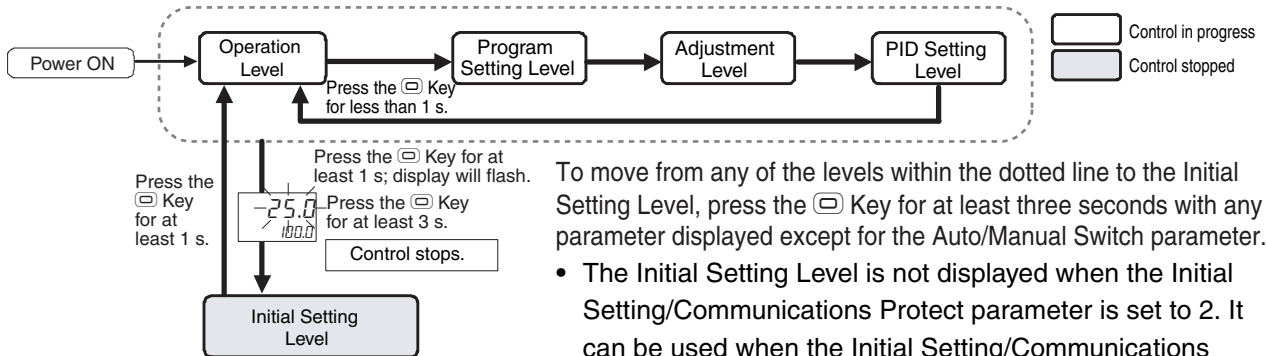 Power ON
Operation
Level
Program
Setting Level
Adjustment
Level
PID Setting
Level
Control in progress
Control stopped
Press the Key
for less than 1 s.
Press the
Key
for at
least 1 s.
Press the Key for at
least 1 s; display will flash.
25.0
100.0
Press the Key
for at least 3 s.
Control stops.
Initial Setting
Level
To move from any of the levels within the dotted line to the Initial
Setting Level, press the Key for at least three seconds with any
parameter displayed except for the Auto/Manual Switch parameter.
• The Initial Setting Level is not displayed when the Initial
Setting/Communications Protect parameter is set to 2. It
can be used when the Initial Setting/Communications